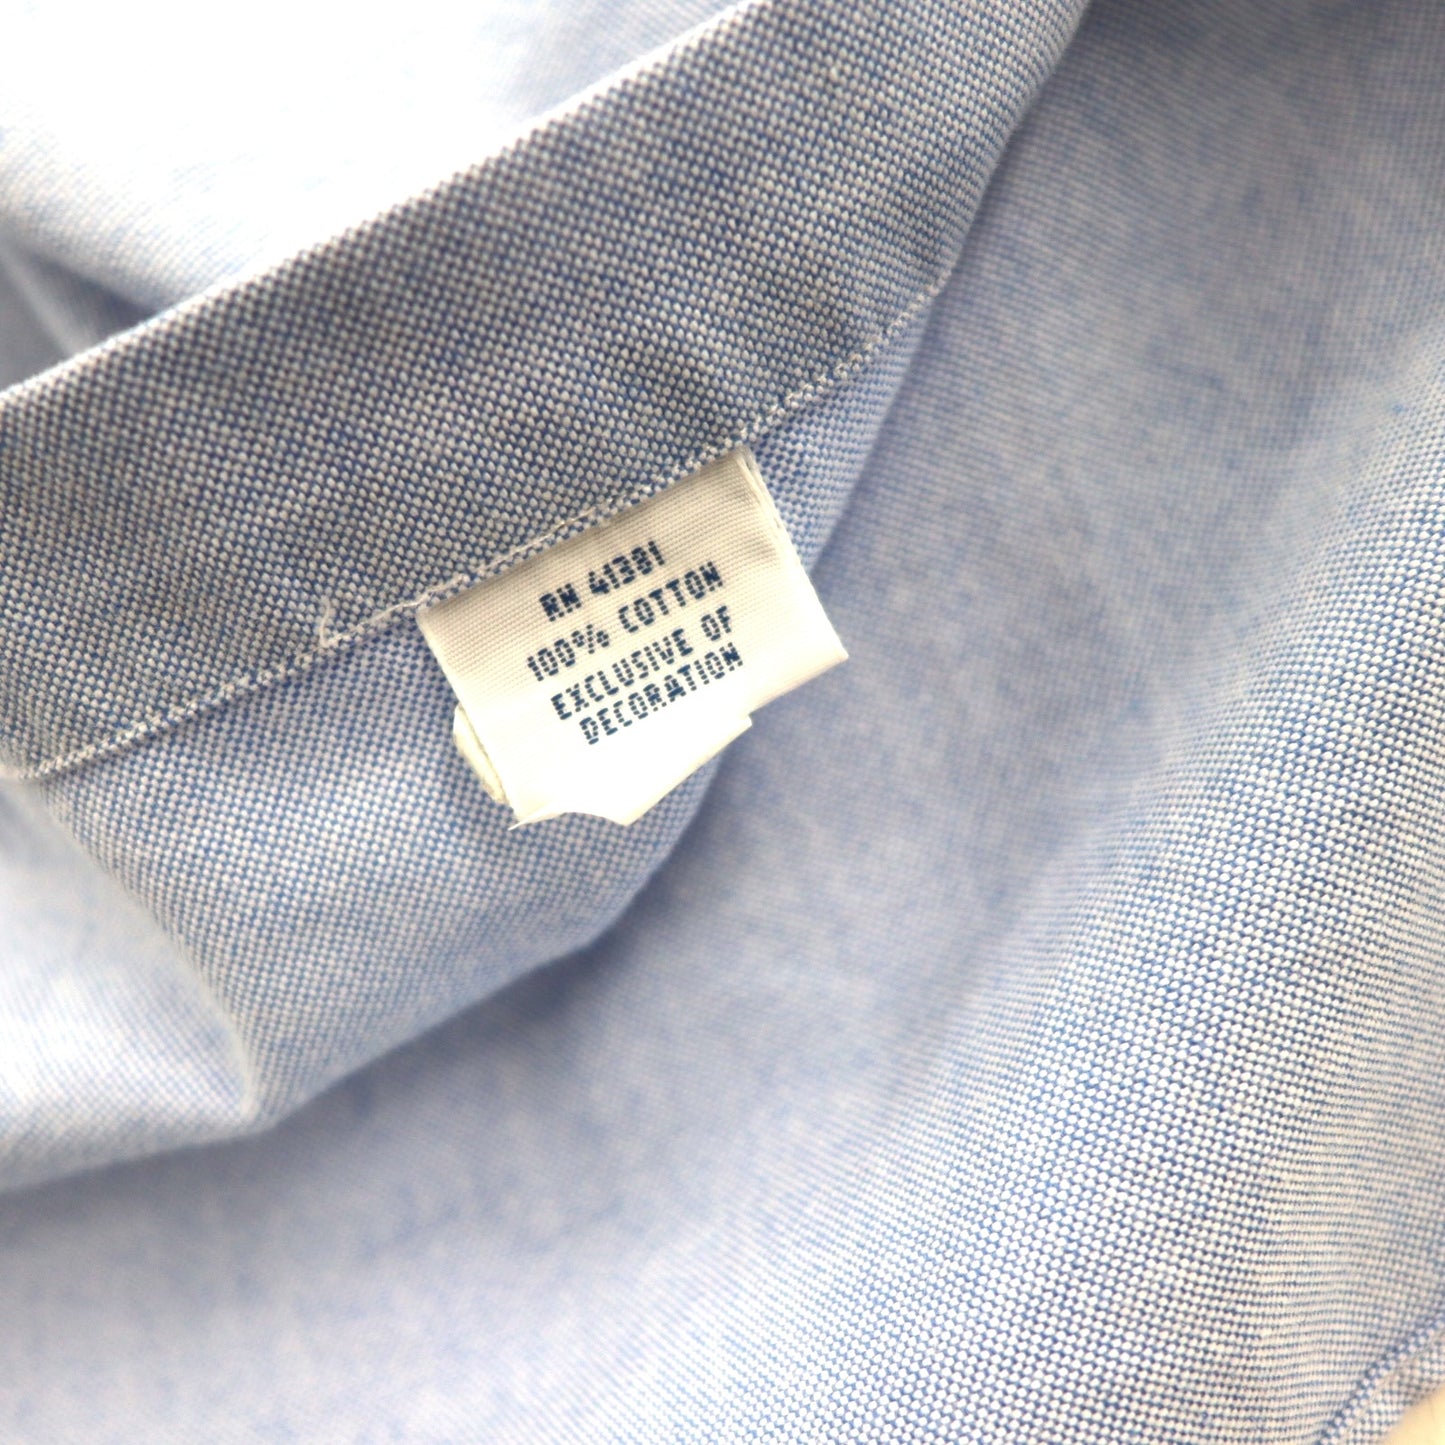 RN 41381
100% COTTON
EXCLUSIVE OF
DECORATION